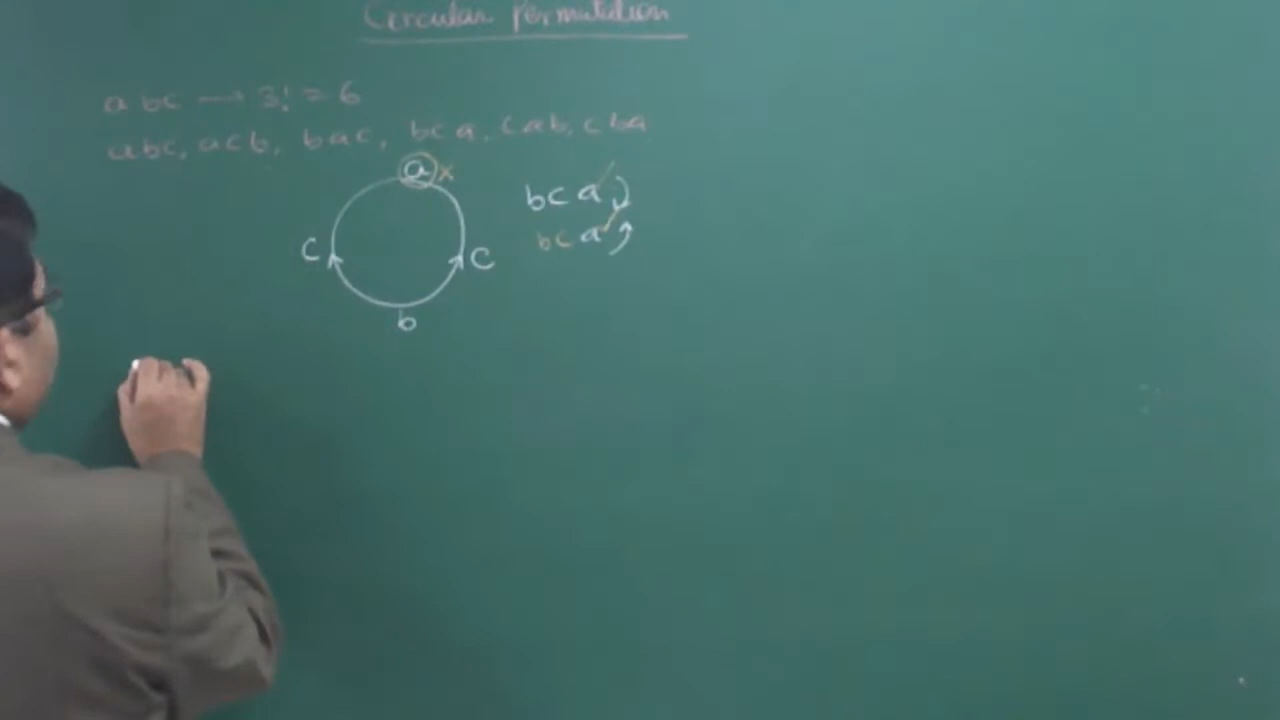 Circular Permutation
abc → 3! = 6
abc, acb, bac, bca, cab, cba
a x
bca
bca
c
c
b